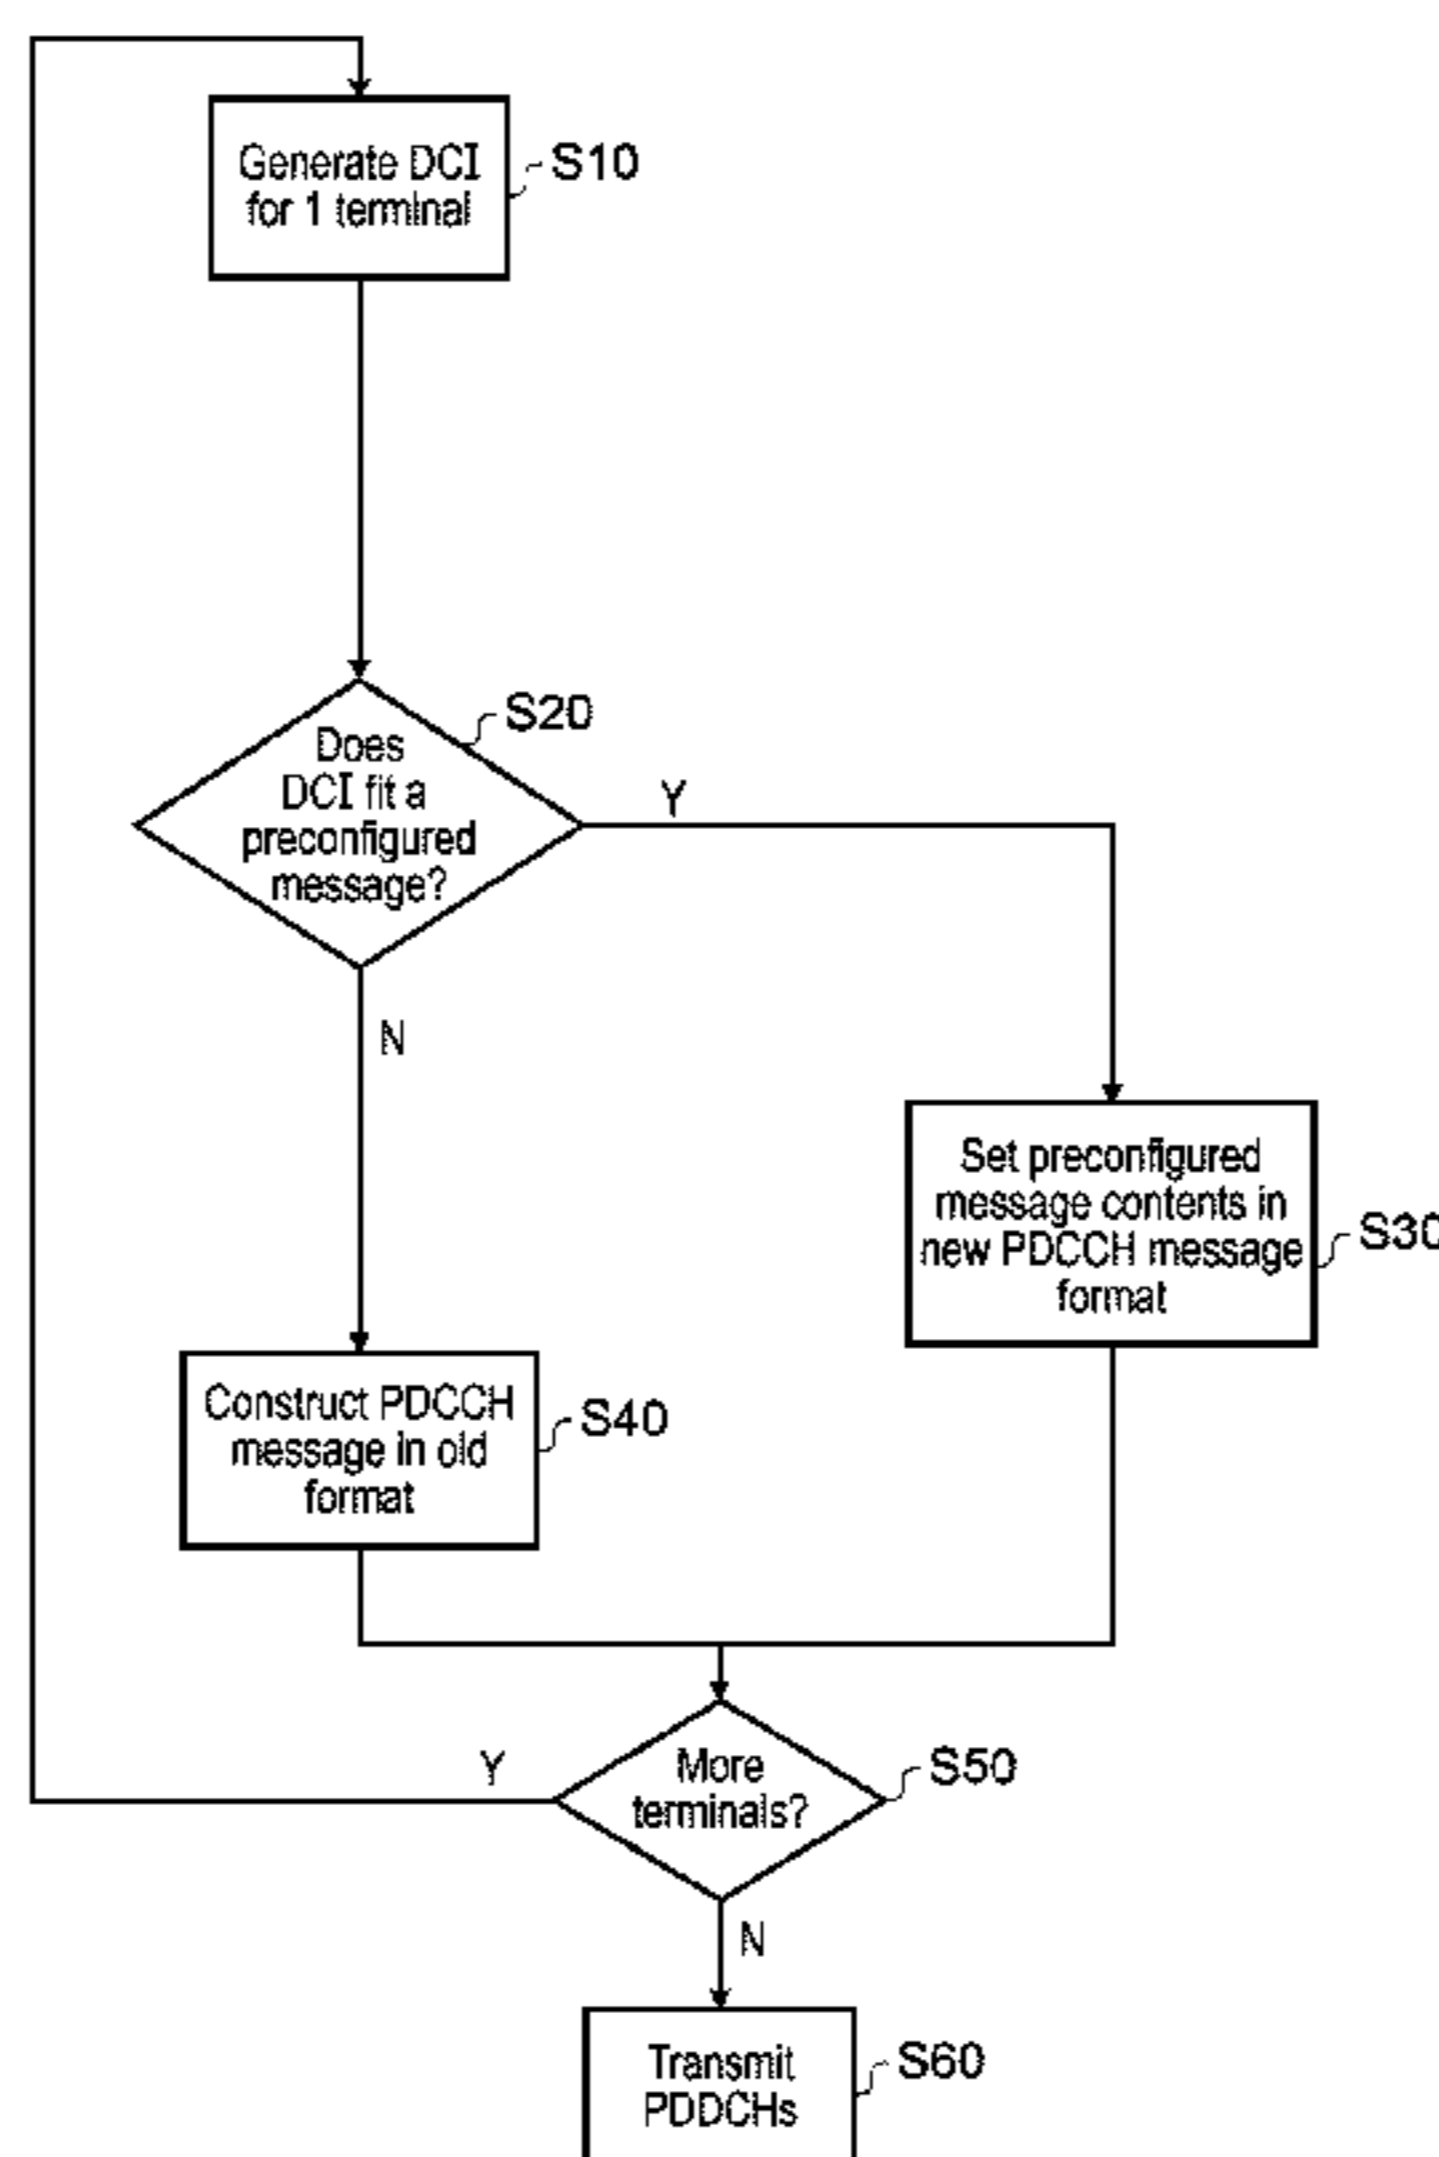 Generate DCI
for 1 terminal
S10
Does
DCI fit a
preconfigured
message?
S20
Y
N
Set preconfigured
message contents in
new PDCCH message
format
S30
Construct PDCCH
message in old
format
S40
More
terminals?
S50
Y
N
Transmit
PDDCHs
S60